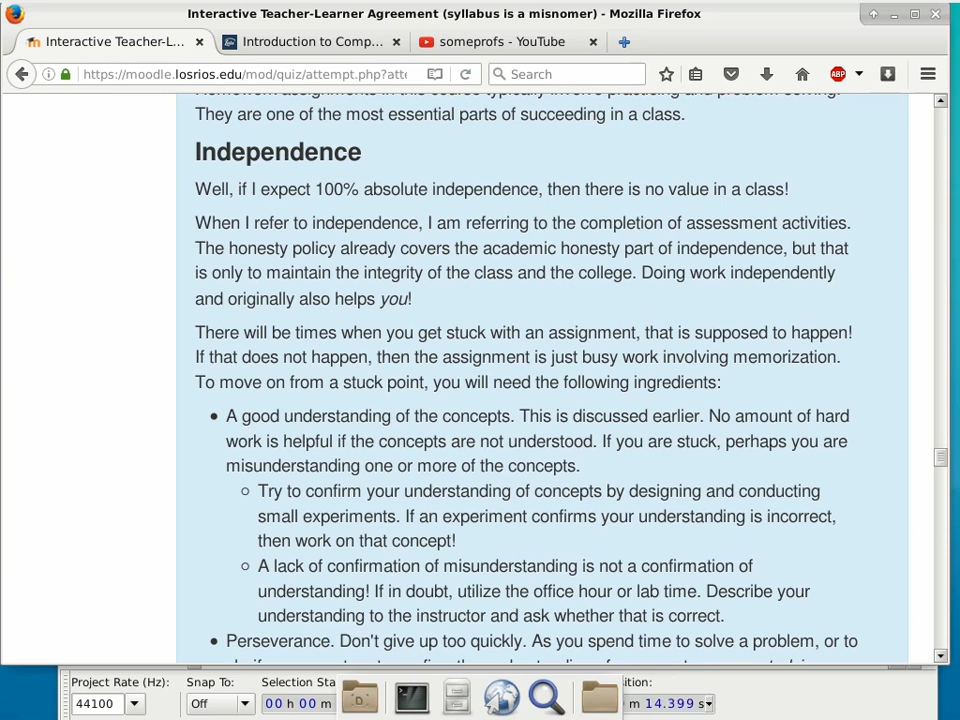 Interactive Teacher-Learner Agreement (syllabus is a misnomer) - Mozilla Firefox
Interactive Teacher-L...
Introduction to Comp...
someprofs - YouTube
https://moodle.losrios.edu/mod/quiz/attempt.php?att
Search
ABP
They are one of the most essential parts of succeeding in a class.
Independence
Well, if I expect 100% absolute independence, then there is no value in a class!
When I refer to independence, I am referring to the completion of assessment activities.
The honesty policy already covers the academic honesty part of independence, but that
is only to maintain the integrity of the class and the college. Doing work independently
and originally also helps you!
There will be times when you get stuck with an assignment, that is supposed to happen!
If that does not happen, then the assignment is just busy work involving memorization.
To move on from a stuck point, you will need the following ingredients:
A good understanding of the concepts. This is discussed earlier. No amount of hard
work is helpful if the concepts are not understood. If you are stuck, perhaps you are
misunderstanding one or more of the concepts.
Try to confirm your understanding of concepts by designing and conducting
small experiments. If an experiment confirms your understanding is incorrect,
then work on that concept!
A lack of confirmation of misunderstanding is not a confirmation of
understanding! If in doubt, utilize the office hour or lab time. Describe your
understanding to the instructor and ask whether that is correct.
Perseverance. Don't give up too quickly. As you spend time to solve a problem, or to
Project Rate (Hz): Snap To: Selection Sta ition:
44100 Off 00 h 00 m m 14.399 s